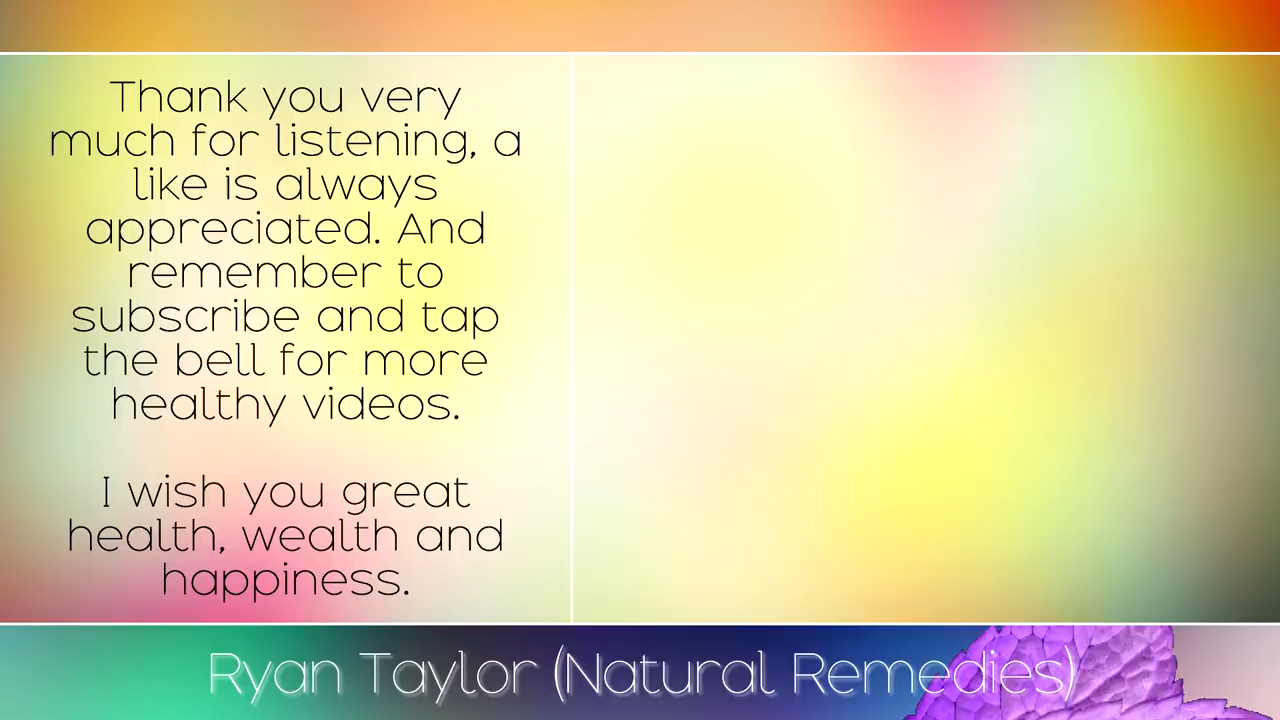 Thank you very
much for listening, a
like is always
appreciated. And
remember to
subscribe and tap
the bell for more
healthy videos.
I wish you great
health, wealth and
happiness.
Ryan Taylor (Natural Remedies)